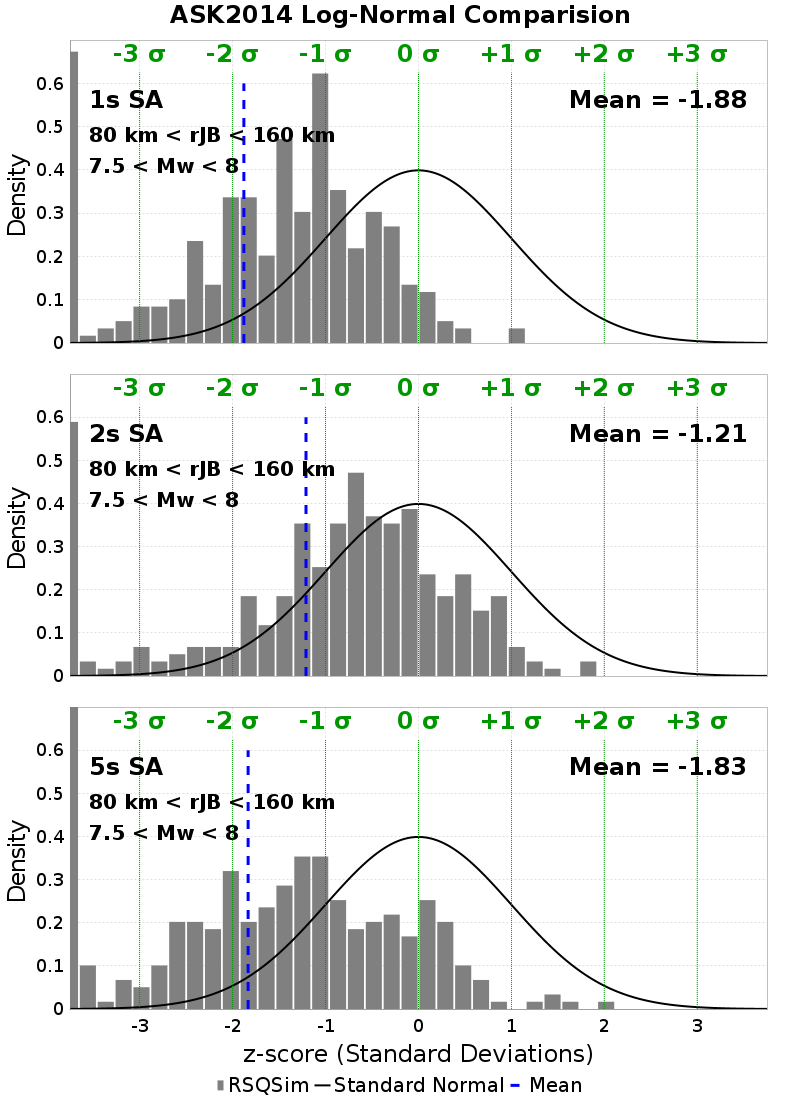 ASK2014 Log-Normal Comparision
-3 σ -2 σ -1 σ 0 σ +1 σ +2 σ +3 σ
0.6
1s SA Mean = -1.88
0.5
80 km < rJB < 160 km
7.5 < Mw < 8
0.4
0.3
0.2
0.1
0
Density
-3 σ -2 σ -1 σ 0 σ +1 σ +2 σ +3 σ
0.6
2s SA Mean = -1.21
0.5
80 km < rJB < 160 km
7.5 < Mw < 8
0.4
0.3
0.2
0.1
0
Density
-3 σ -2 σ -1 σ 0 σ +1 σ +2 σ +3 σ
0.6
5s SA Mean = -1.83
0.5
80 km < rJB < 160 km
7.5 < Mw < 8
0.4
0.3
0.2
0.1
0
Density
-3 -2 -1 0 1 2 3
z-score (Standard Deviations)
RSQSim Standard Normal Mean